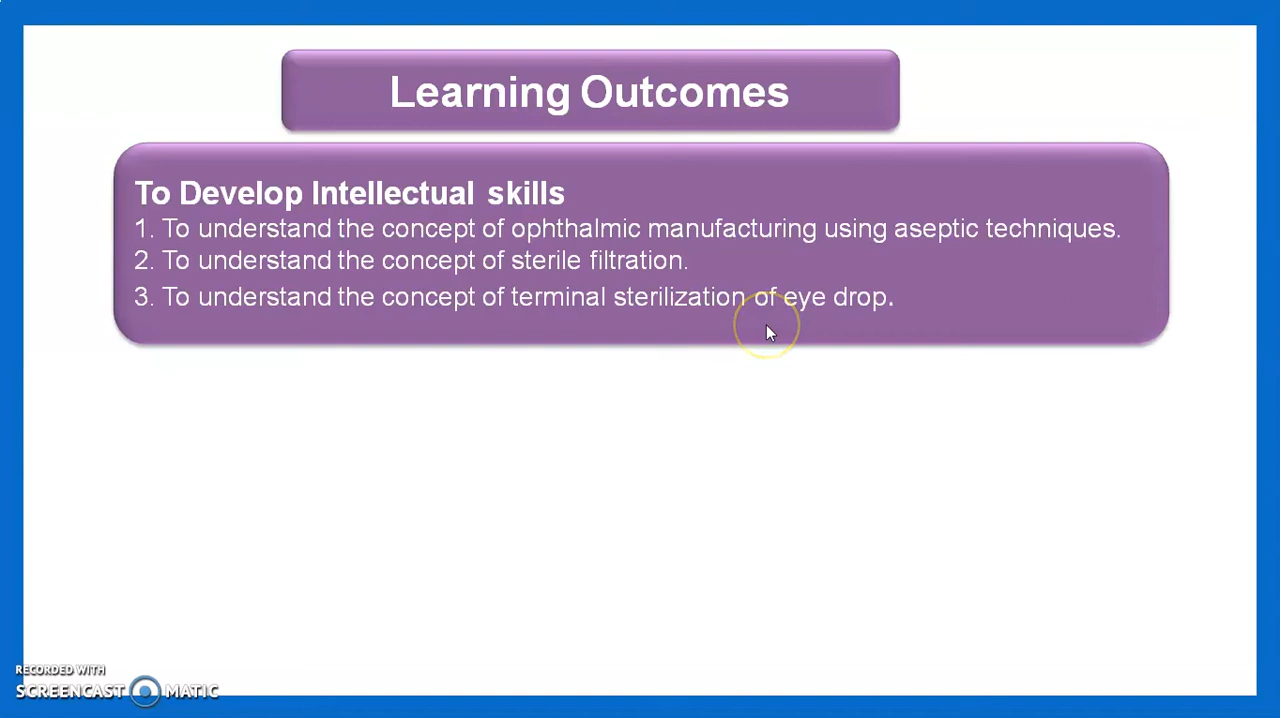 Learning Outcomes
To Develop Intellectual skills
1. To understand the concept of ophthalmic manufacturing using aseptic techniques.
2. To understand the concept of sterile filtration.
3. To understand the concept of terminal sterilization of eye drop.
RECORDED WITH
SCREENCAST MATIC